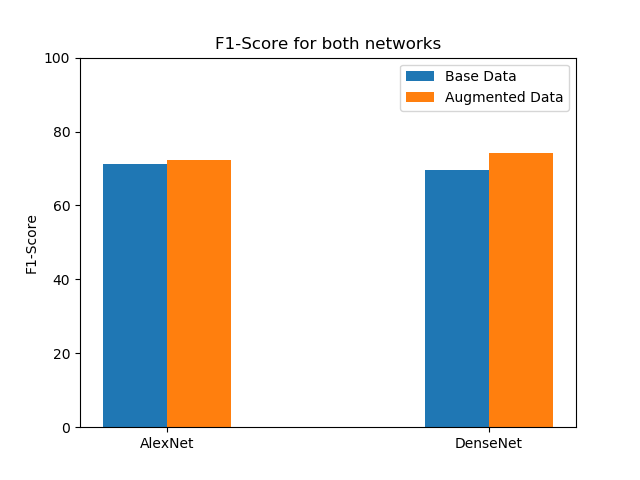 F1-Score for both networks
100
80
60
40
20
0
F1-Score
Base Data
Augmented Data
AlexNet
DenseNet